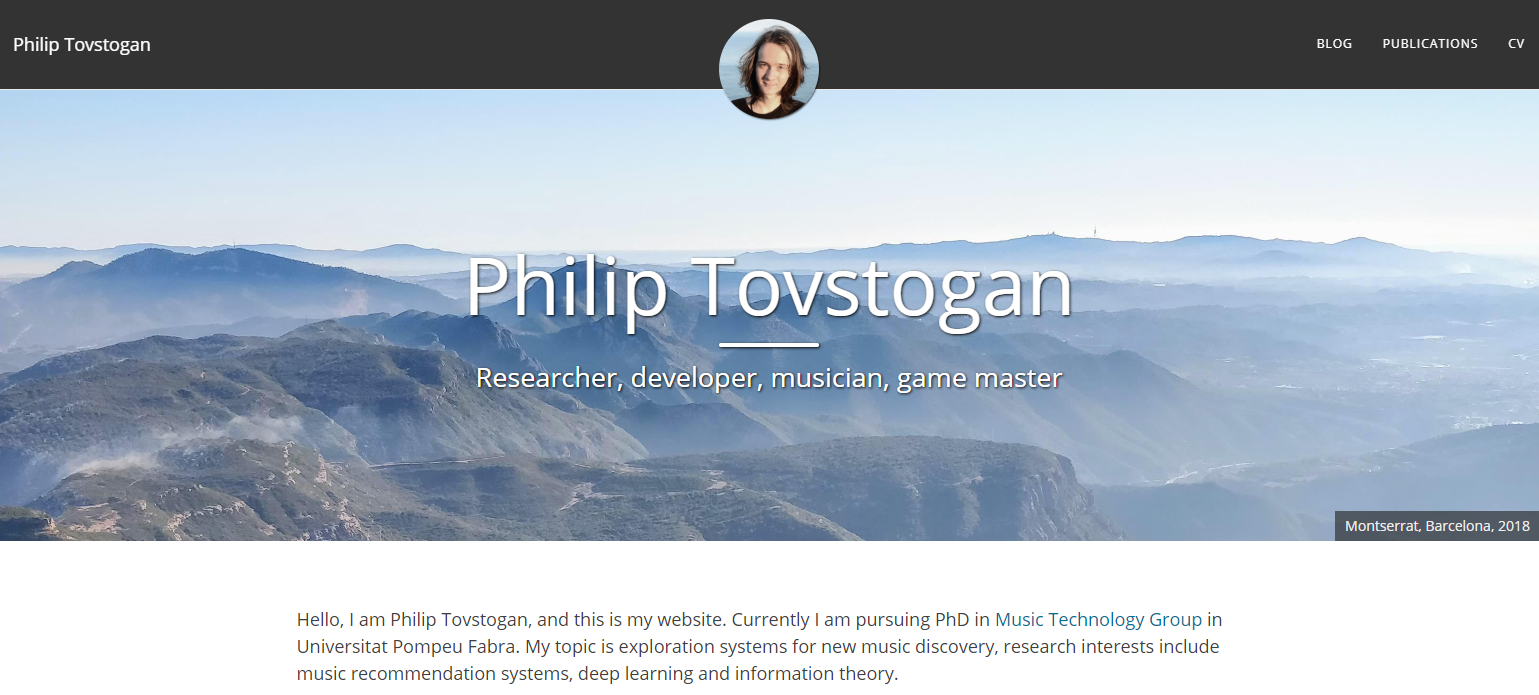 Philip Tovstogan
BLOG PUBLICATIONS CV
Philip Tovstogan
Researcher, developer, musician, game master
Montserrat, Barcelona, 2018
Hello, I am Philip Tovstogan, and this is my website. Currently I am pursuing PhD in Music Technology Group in
Universitat Pompeu Fabra. My topic is exploration systems for new music discovery, research interests include
music recommendation systems, deep learning and information theory.